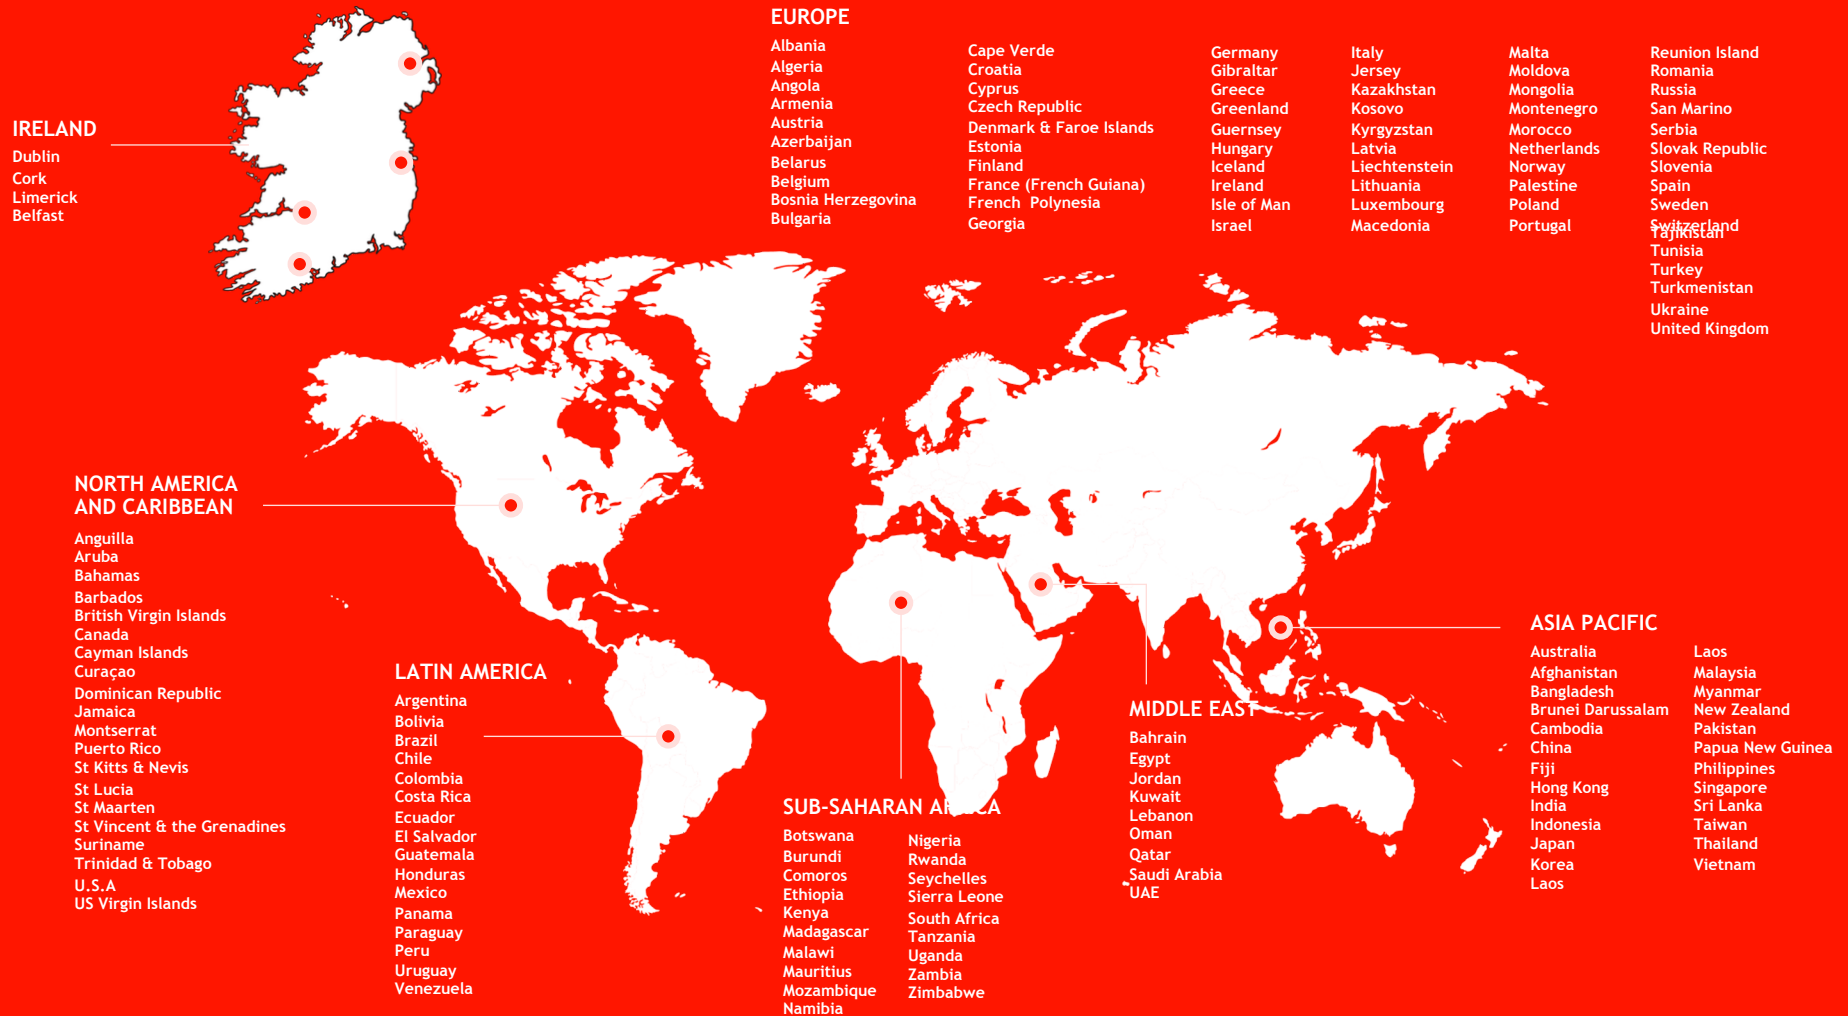 EUROPE
Albania
Algeria
Angola
Armenia
Austria
Azerbaijan
Belarus
Belgium
Bosnia Herzegovina
Bulgaria
Cape Verde
Croatia
Cyprus
Czech Republic
Denmark & Faroe Islands
Estonia
Finland
France (French Guiana)
French Polynesia
Georgia
Germany
Gibraltar
Greece
Greenland
Guernsey
Hungary
Iceland
Ireland
Isle of Man
Israel
Italy
Jersey
Kazakhstan
Kosovo
Kyrgyzstan
Latvia
Liechtenstein
Lithuania
Luxembourg
Macedonia
Malta
Moldova
Mongolia
Montenegro
Morocco
Netherlands
Norway
Palestine
Poland
Portugal
Reunion Island
Romania
Russia
San Marino
Serbia
Slovak Republic
Slovenia
Spain
Sweden
Switzerland
Tajikistan
Tunisia
Turkey
Turkmenistan
Ukraine
United Kingdom
IRELAND
Dublin
Cork
Limerick
Belfast
NORTH AMERICA
AND CARIBBEAN
Anguilla
Aruba
Bahamas
Barbados
British Virgin Islands
Canada
Cayman Islands
Curaçao
Dominican Republic
Jamaica
Montserrat
Puerto Rico
St Kitts & Nevis
St Lucia
St Maarten
St Vincent & the Grenadines
Suriname
Trinidad & Tobago
U.S.A
US Virgin Islands
LATIN AMERICA
Argentina
Bolivia
Brazil
Chile
Colombia
Costa Rica
Ecuador
El Salvador
Guatemala
Honduras
Mexico
Panama
Paraguay
Peru
Uruguay
Venezuela
SUB-SAHARAN AFRICA
Botswana
Burundi
Comoros
Ethiopia
Kenya
Madagascar
Malawi
Mauritius
Mozambique
Namibia
Nigeria
Rwanda
Seychelles
Sierra Leone
South Africa
Tanzania
Uganda
Zambia
Zimbabwe
MIDDLE EAST
Bahrain
Egypt
Jordan
Kuwait
Lebanon
Oman
Qatar
Saudi Arabia
UAE
ASIA PACIFIC
Australia
Afghanistan
Bangladesh
Brunei Darussalam
Cambodia
China
Fiji
Hong Kong
India
Indonesia
Japan
Korea
Laos
Laos
Malaysia
Myanmar
New Zealand
Pakistan
Papua New Guinea
Philippines
Singapore
Sri Lanka
Taiwan
Thailand
Vietnam